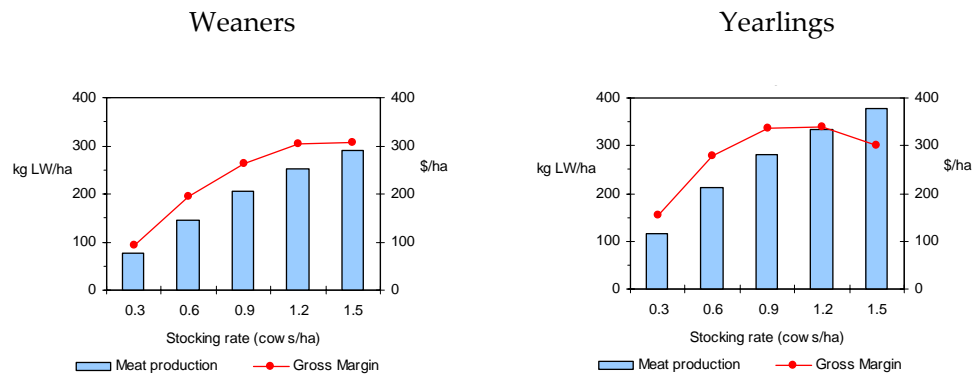 Weaners
400
300
200
100
0
kg LW/ha
400
300
200
100
0
$/ha
0.3 0.6 0.9 1.2 1.5
Stocking rate (cow s/ha)
Meat production Gross Margin
Yearlings
400
300
200
100
0
kg LW/ha
400
300
200
100
0
$/ha
0.3 0.6 0.9 1.2 1.5
Stocking rate (cow s/ha)
Meat production Gross Margin